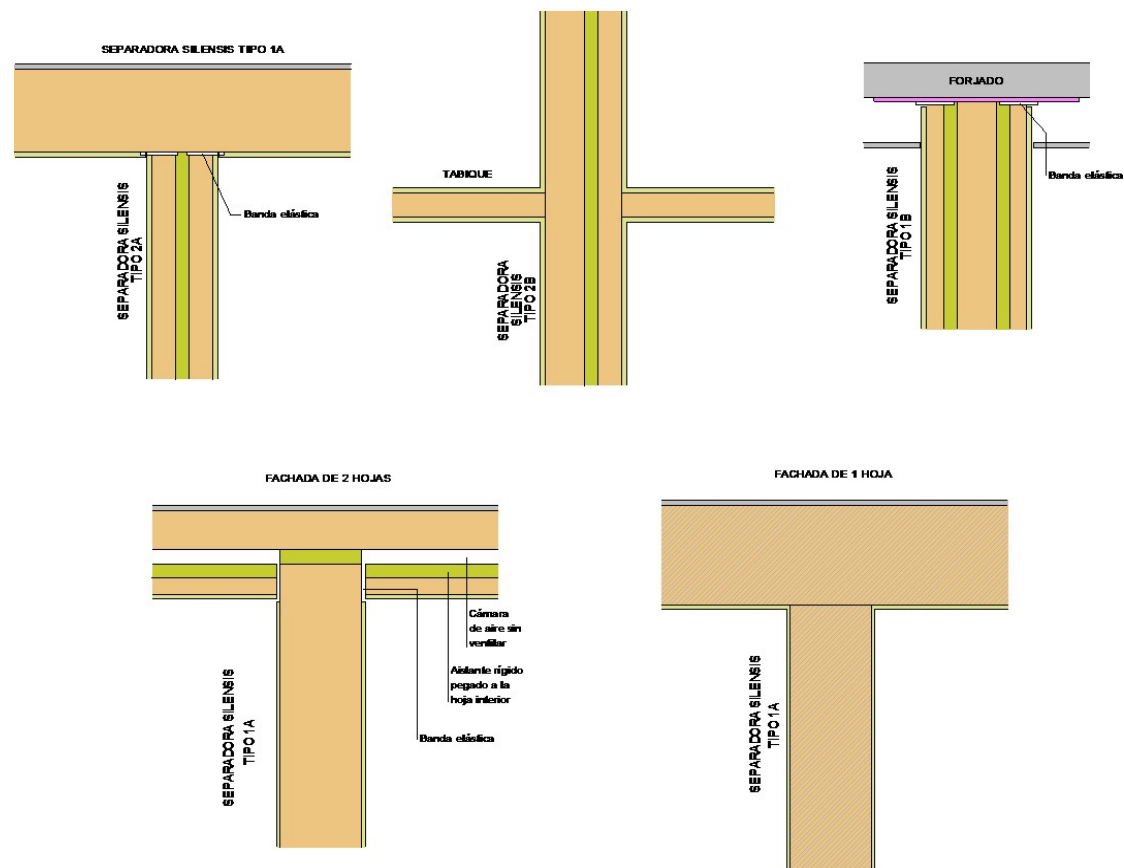 SEPARADORA SILENSIS TIPO 1A
SEPARADORA SILENSIS
TIPO 2A
Banda elástica
TABIQUE
SEPARADORA
SILENSIS
TIPO 2B
FORJADO
SEPARADORA SILENSIS
TIPO 1B
Banda elástica
FACHADA DE 2 HOJAS
SEPARADORA SILENSIS
TIPO 1A
Cámara
de aire sin
ventilar
Aislante rígido
pegado a la
hoja interior
Banda elástica
FACHADA DE 1 HOJA
SEPARADORA SILENSIS
TIPO 1A